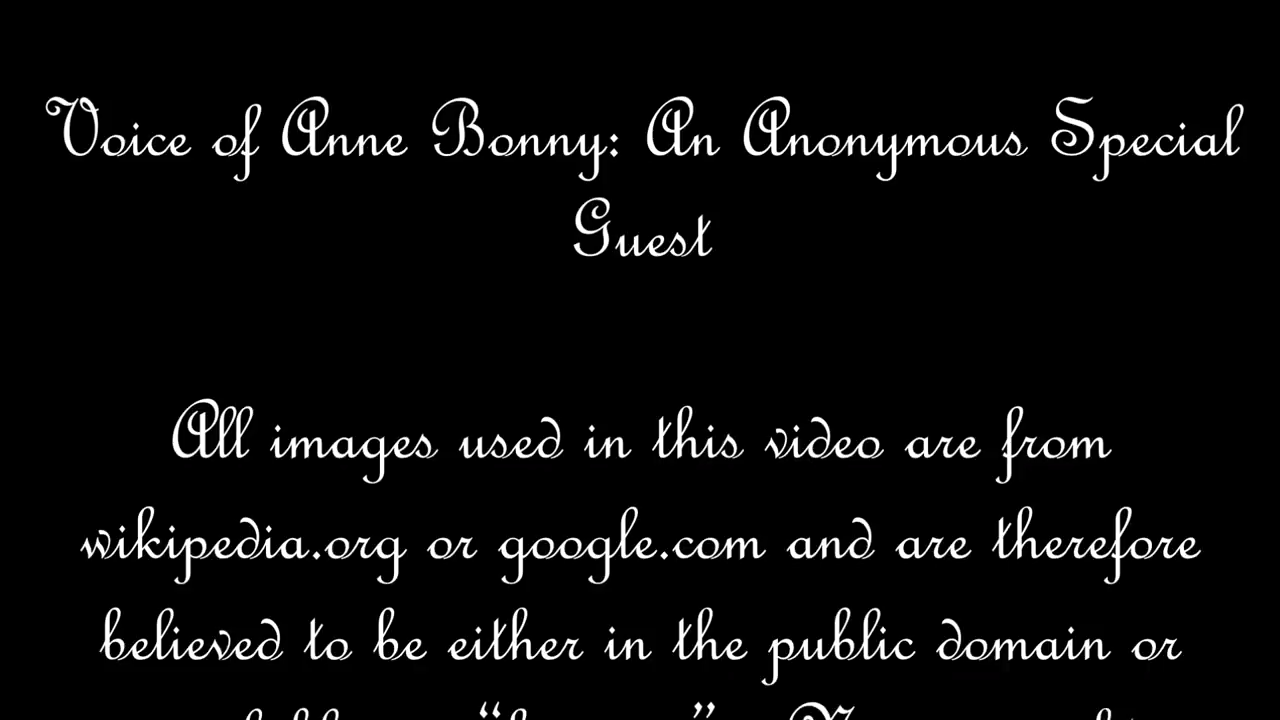 Voice of Anne Bonny: An Anonymous Special
Guest
All images used in this video are from
wikipedia.org or google.com and are therefore
believed to be either in the public domain or